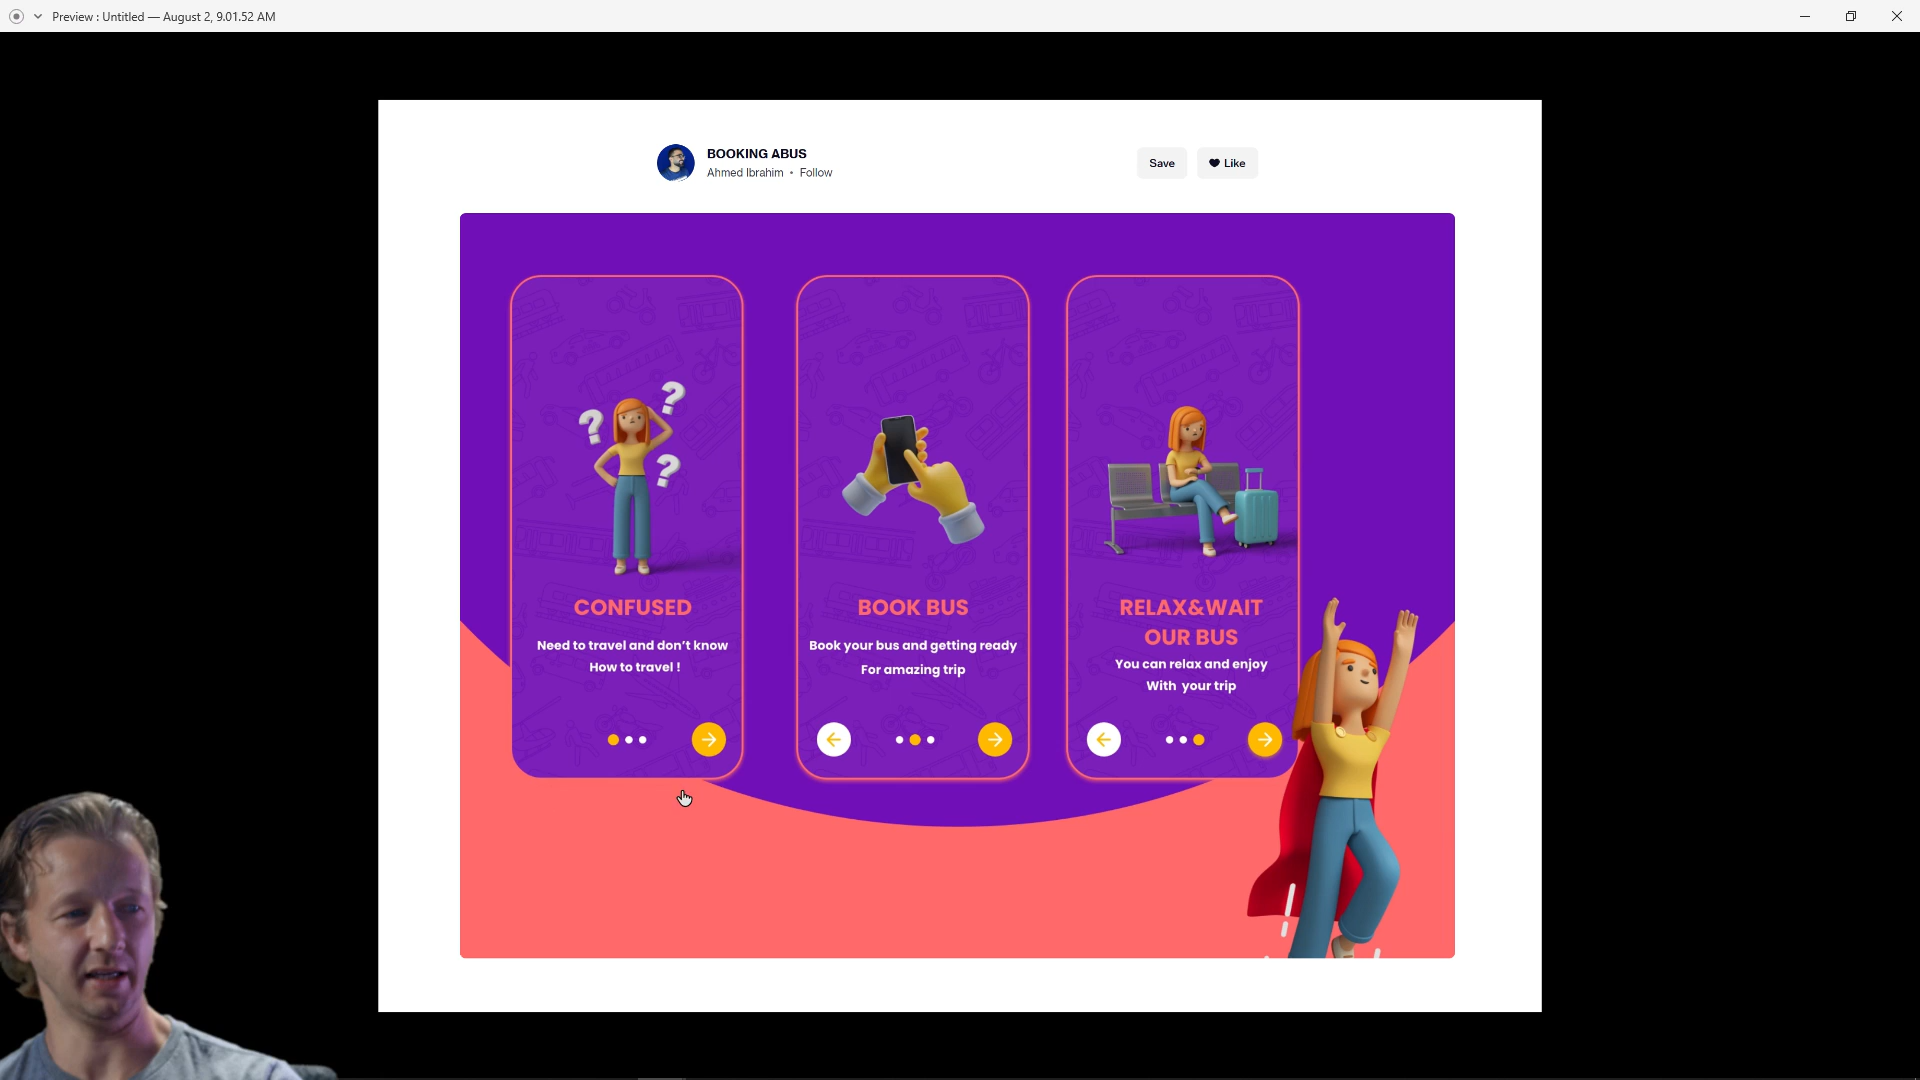 Preview : Untitled — August 2, 9.01.52 AM
BOOKING ABUS
Ahmed Ibrahim • Follow
Save
Like
CONFUSED
Need to travel and don't know
How to travel !
BOOK BUS
Book your bus and getting ready
For amazing trip
RELAX&WAIT
OUR BUS
You can relax and enjoy
With your trip